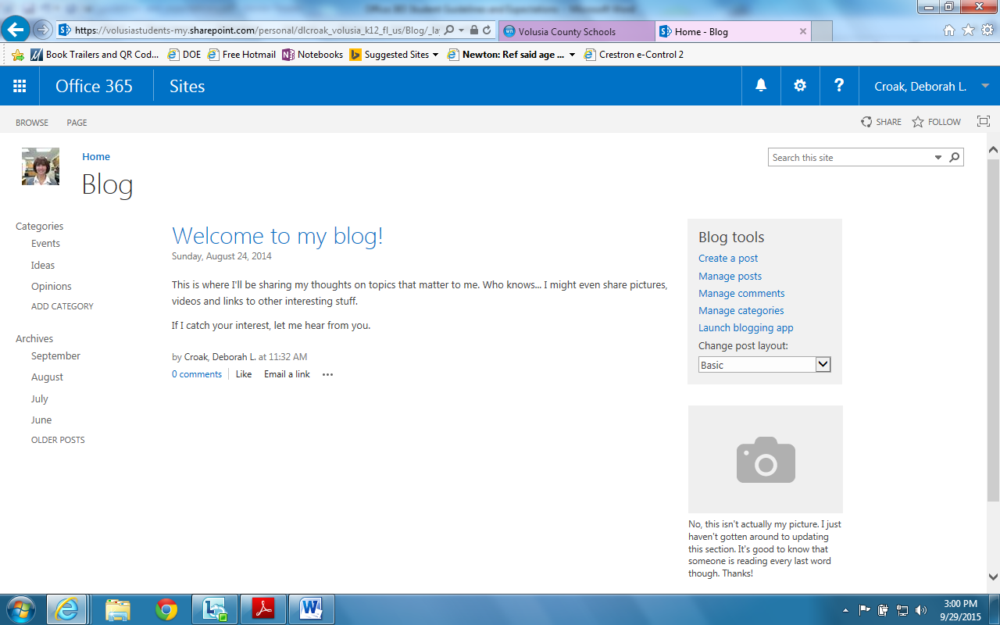 Office 365 Student Guidelines and Expectations - Microsoft Word
https://volusiastudents-my.sharepoint.com/personal/dlcroak_volusia_k12_fl_us/Blog/_la
Volusia County Schools
Home - Blog
Book Trailers and QR Cod...
DOE
Free Hotmail
Notebooks
Suggested Sites
Newton: Ref said age ...
Crestron e-Control 2
Office 365
Sites
Croak, Deborah L.
BROWSE
PAGE
SHARE
FOLLOW
Home
Search this site
Blog
Categories
Events
Ideas
Opinions
ADD CATEGORY
Archives
September
August
July
June
OLDER POSTS
Welcome to my blog!
Sunday, August 24, 2014
This is where I'll be sharing my thoughts on topics that matter to me. Who knows... I might even share pictures,
videos and links to other interesting stuff.
If I catch your interest, let me hear from you.
by Croak, Deborah L. at 11:32 AM
0 comments
Like
Email a link
Blog tools
Create a post
Manage posts
Manage comments
Manage categories
Launch blogging app
Change post layout:
Basic
No, this isn't actually my picture. I just
haven't gotten around to updating
this section. It's good to know that
someone is reading every last word
though. Thanks!
3:00 PM
9/29/2015